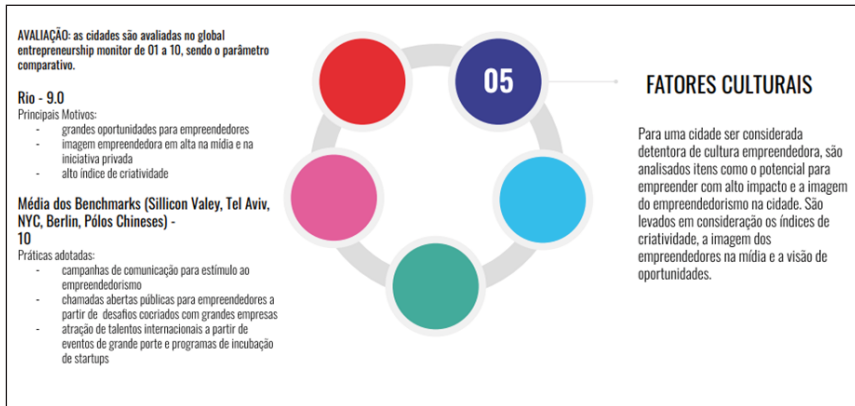 AVALIAÇÃO: as cidades são avaliadas no global
entrepreneurship monitor de 01 a 10, sendo o parâmetro
comparativo.
Rio - 9.0
Principais Motivos:
- grandes oportunidades para empreendedores
- imagem empreendedora em alta na mídia e na
iniciativa privada
- alto índice de criatividade
Média dos Benchmarks (Sillicon Valey, Tel Aviv,
NYC, Berlin, Pólos Chineses) -
10
Práticas adotadas:
- campanhas de comunicação para estímulo ao
empreendedorismo
- chamadas abertas públicas para empreendedores a
partir de desafios cocriados com grandes empresas
- atração de talentos internacionais a partir de
eventos de grande porte e programas de incubação
de startups
05
FATORES CULTURAIS
Para uma cidade ser considerada
detentora de cultura empreendedora, são
analisados itens como o potencial para
empreender com alto impacto e a imagem
do empreendedorismo na cidade. São
levados em consideração os índices de
criatividade, a imagem dos
empreendedores na mídia e a visão de
oportunidades.